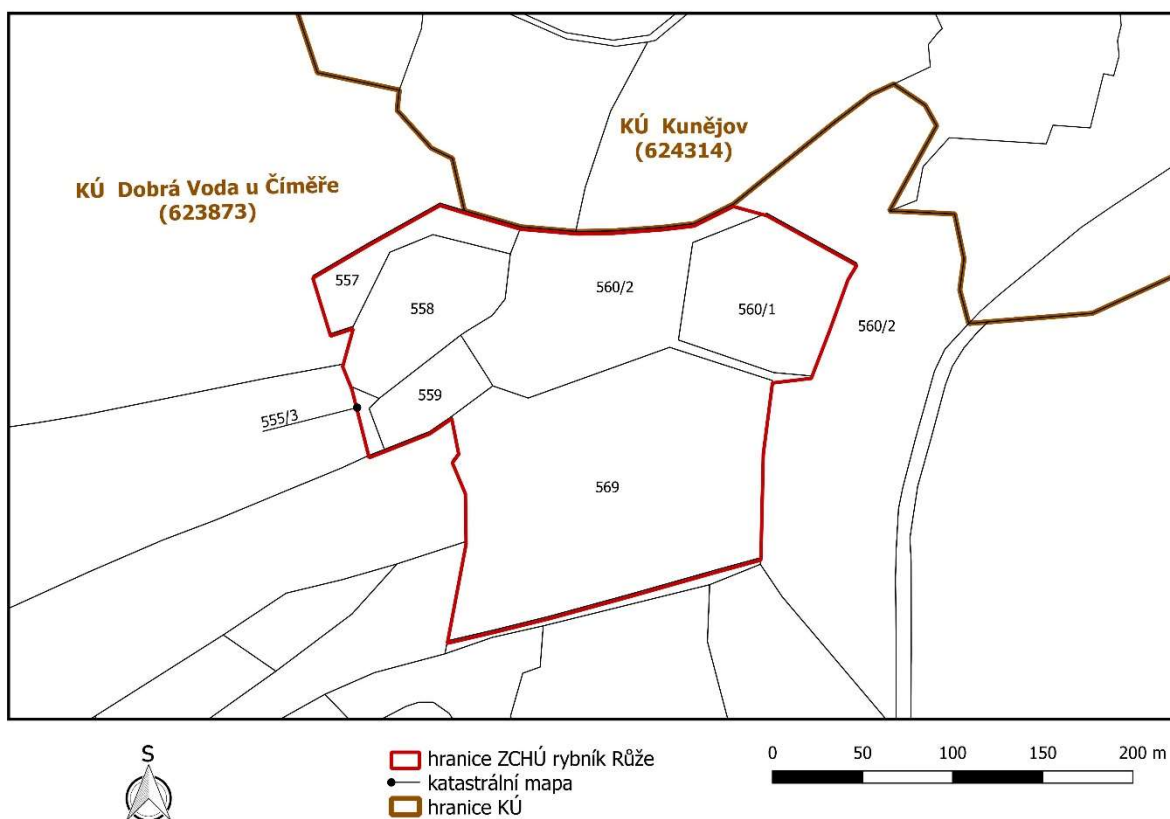 KÚ Kunějov
(624314)
KÚ Dobrá Voda u Číměře
(623873)
557
558
560/2
560/1
560/2
559
555/3
569
S
hranice ZCHÚ rybník Růže
katastrální mapa
hranice KÚ
0 50 100 150 200 m